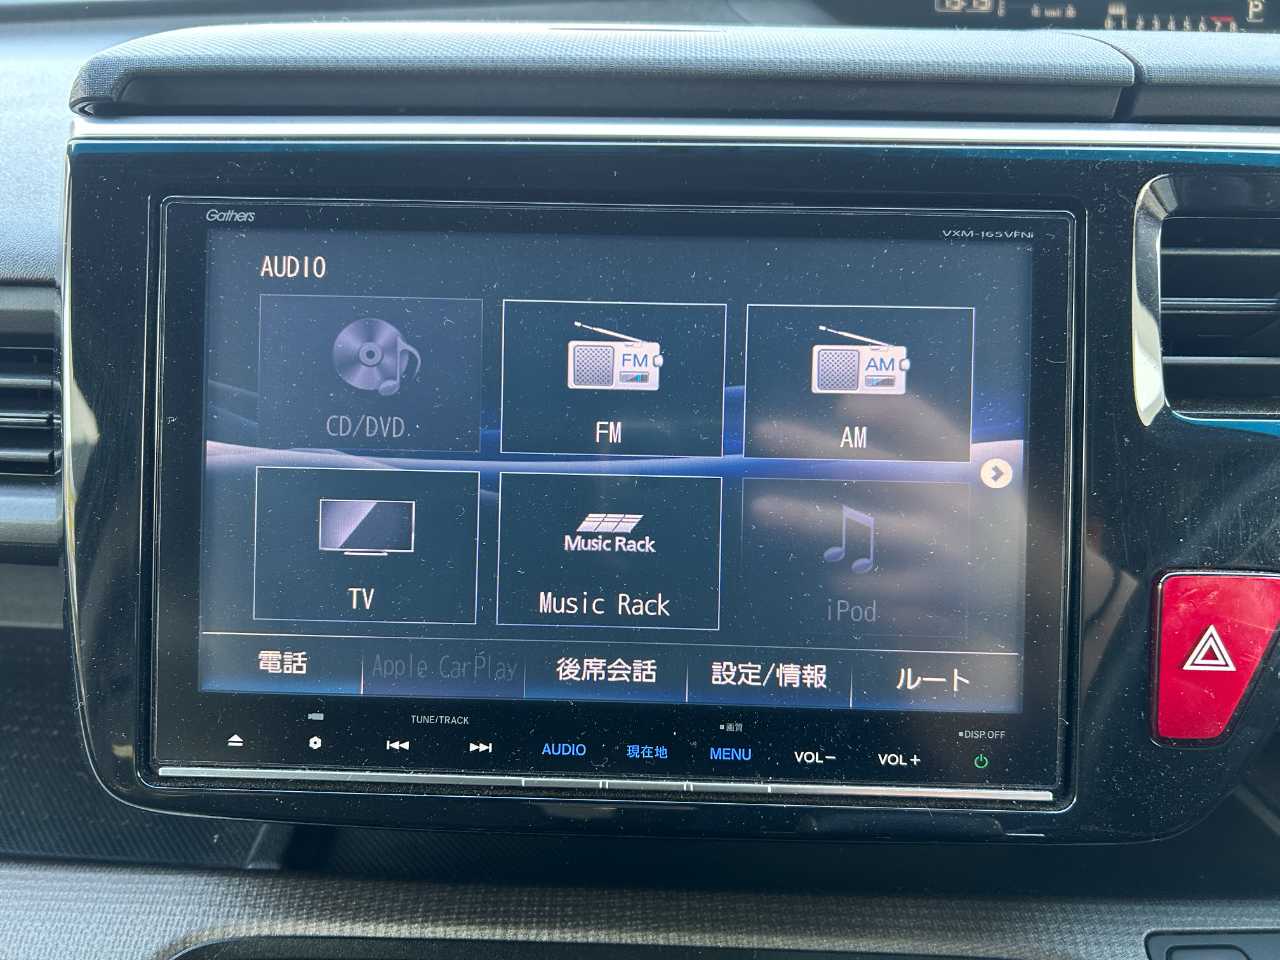 Gathers
VXM-165VFNi
AUDIO
CD/DVD
FM
FM
AM
AM
TV
Music Rack
Music Rack
iPod
電話
Apple CarPlay
後席会話
設定/情報
ルート
TUNE/TRACK
画質
DISP.OFF
AUDIO
現在地
MENU
VOL−
VOL+